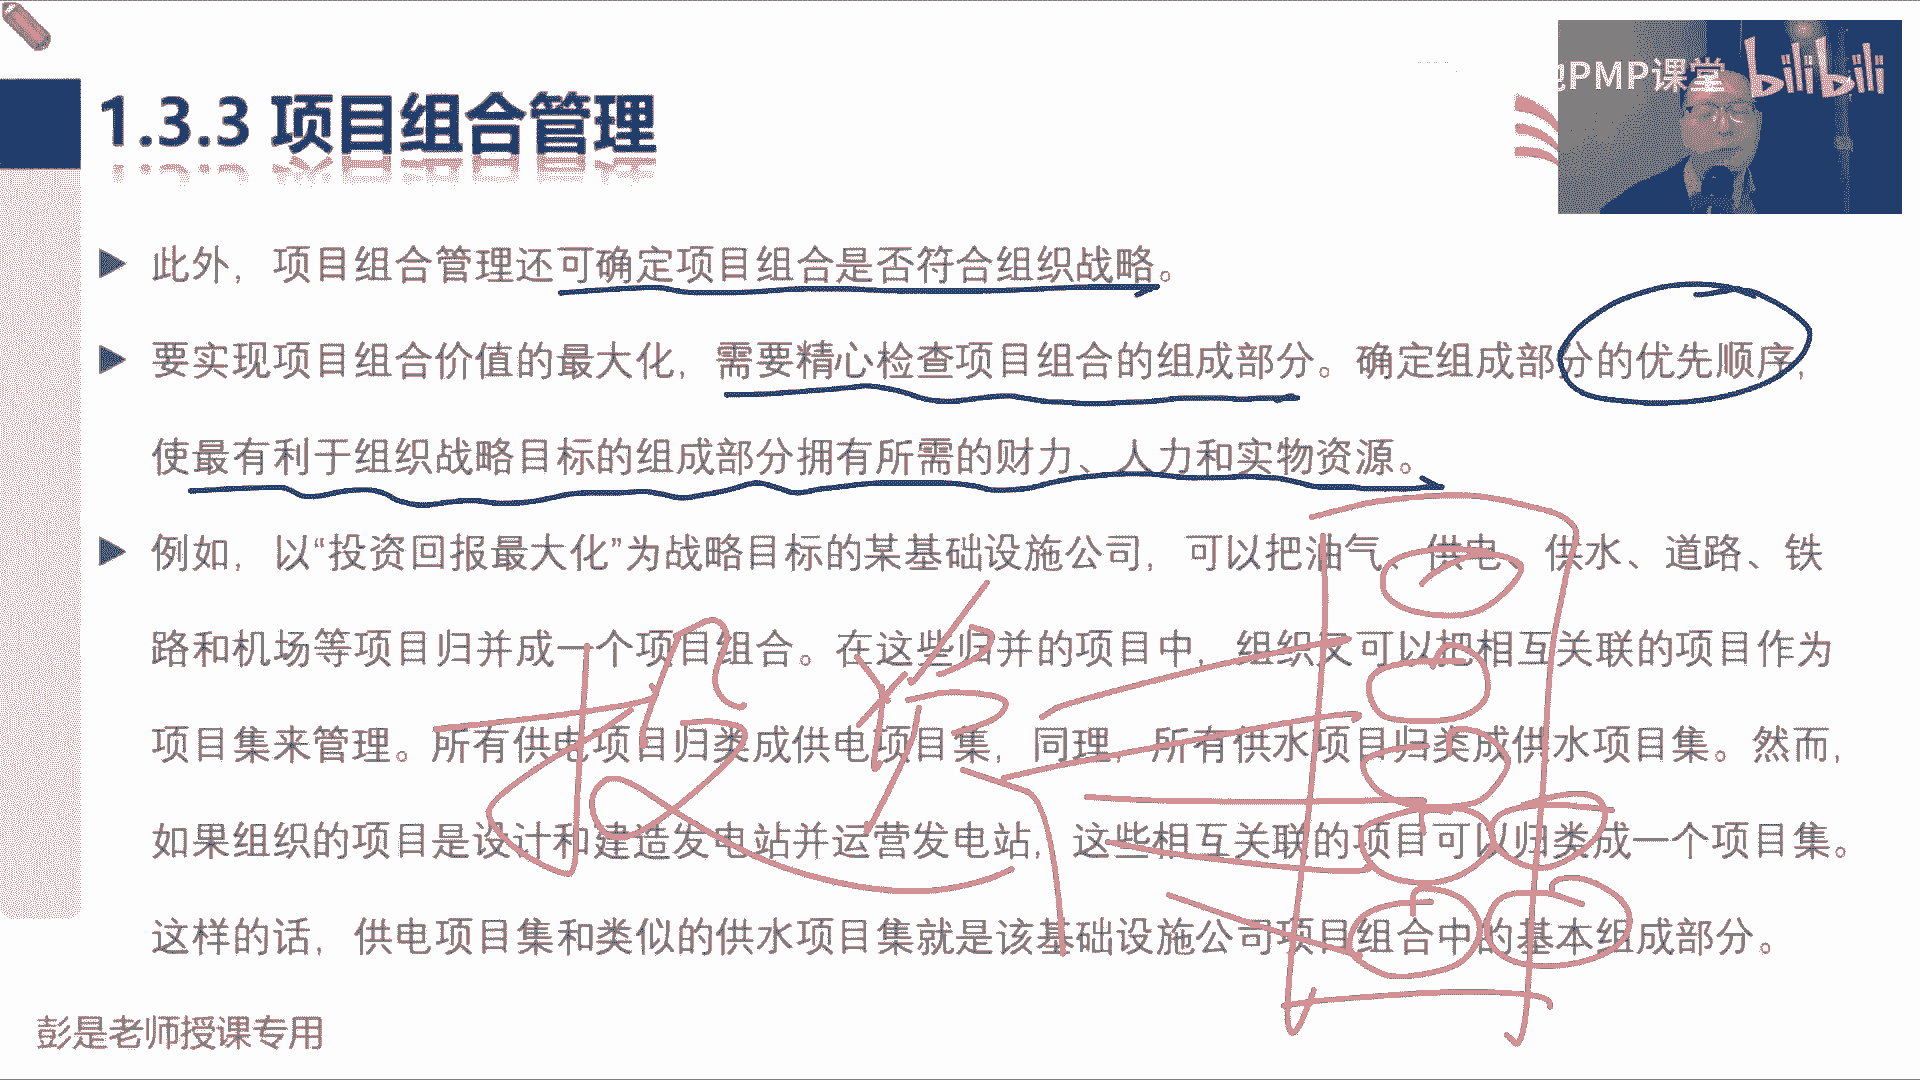 PMP课堂 bilibili
1.3.3 项目组合管理
此外，项目组合管理还可确定项目组合是否符合组织战略。
要实现项目组合价值的最大化，需要精心检查项目组合的组成部分。确定组成部分的优先顺序，
使最有利于组织战略目标的组成部分拥有所需的财力、人力和实物资源。
例如，以“投资回报最大化”为战略目标的某基础设施公司，可以把油气、供电、供水、道路、铁
路和机场等项目归并成一个项目组合。在这些归并的项目中，组织又可以把相互关联的项目作为
项目集来管理。所有供电项目归类成供电项目集，同理，所有供水项目归类成供水项目集。然而，
如果组织的项目是设计和建造发电站并运营发电站，这些相互关联的项目可以归类成一个项目集。
这样的话，供电项目集和类似的供水项目集就是该基础设施公司项目组合中的基本组成部分。
投资
彭是老师授课专用